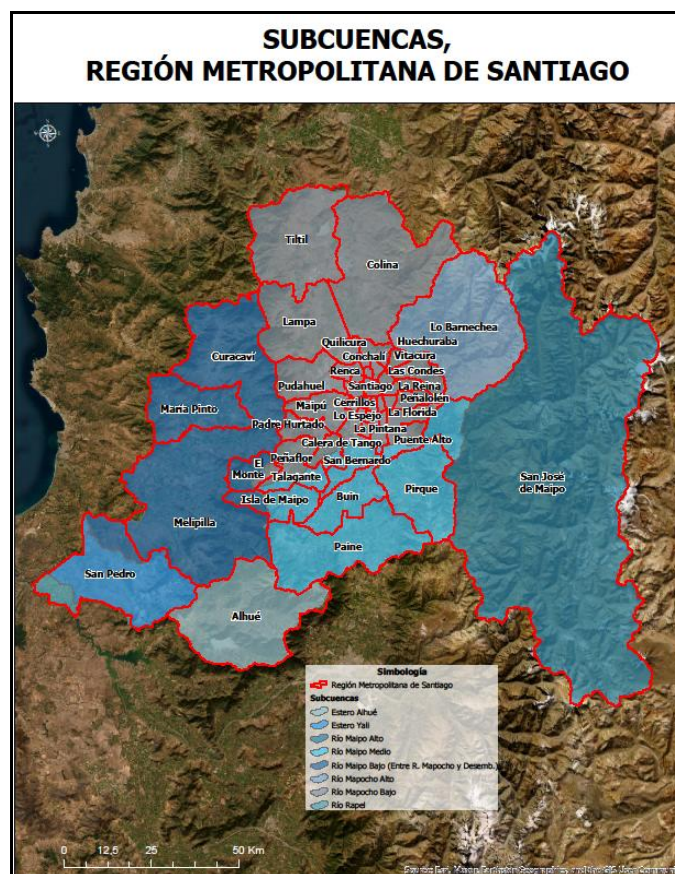 SUBCUENCAS,
REGIÓN METROPOLITANA DE SANTIAGO
Tiltil
Colina
Lampa
Lo Barnechea
Quilicura
Huechuraba
Curacaví
Conchalí
Vitacura
Renca
Las Condes
Pudahuel
Santiago
La Reina
Peñalolén
María Pinto
Maipú
Cerrillos
Lo Espejo
La Florida
Padre Hurtado
La Pintana
Calera de Tango
Puente Alto
El
Monte
Peñaflor
San Bernardo
Talagante
San José
de Maipo
Pirque
Isla de Maipo
Buin
Melipilla
Paine
San Pedro
Alhué
Simbología
Región Metropolitana de Santiago
Subcuencas
Estero Alhué
Estero Yali
Río Maipo Alto
Río Maipo Medio
Río Maipo Bajo (Entre R. Mapocho y Desemb.)
Río Mapocho Alto
Río Mapocho Bajo
Río Rapel
0 12,5 25 50 Km